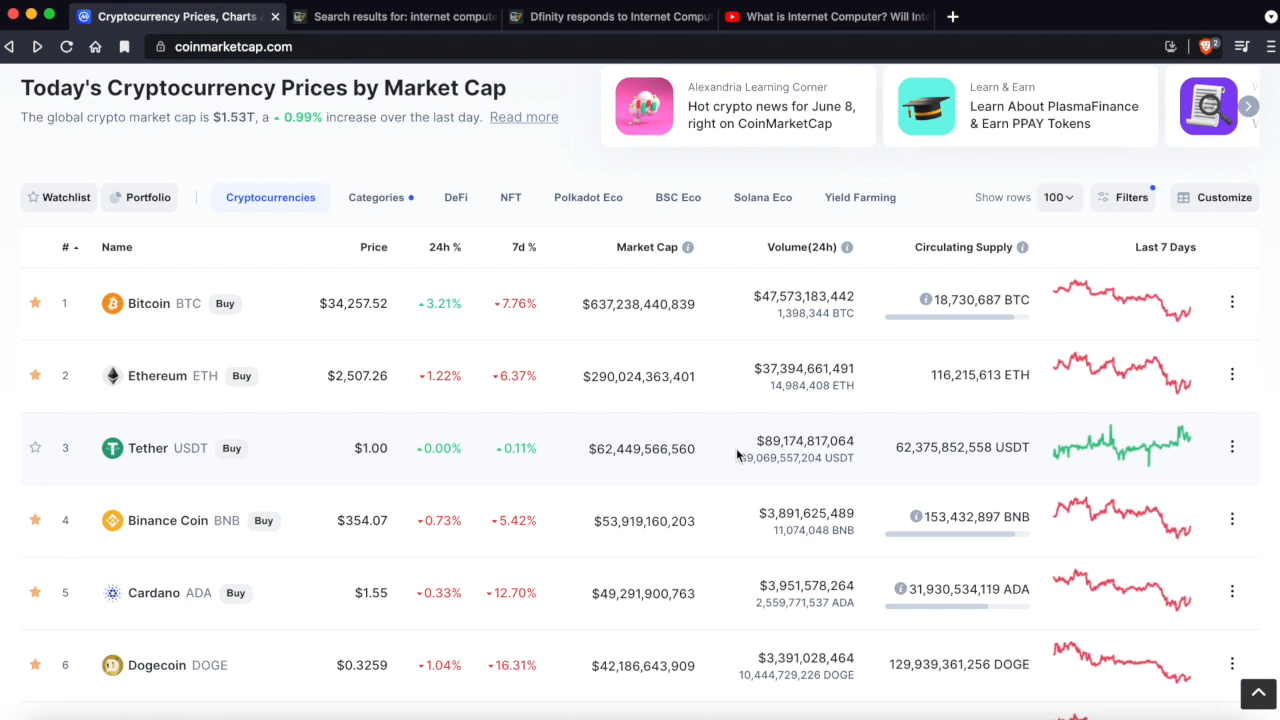 Cryptocurrency Prices, Charts
Search results for: internet compute
Dfinity responds to Internet Comput
What is Internet Computer? Will Inte
coinmarketcap.com
2
Today's Cryptocurrency Prices by Market Cap
The global crypto market cap is $1.53T, a 0.99% increase over the last day. Read more
Alexandria Learning Corner
Hot crypto news for June 8,
right on CoinMarketCap
Learn & Earn
Learn About PlasmaFinance
& Earn PPAY Tokens
Watchlist Portfolio Cryptocurrencies Categories DeFi NFT Polkadot Eco BSC Eco Solana Eco Yield Farming Show rows 100 Filters Customize
# Name Price 24h % 7d % Market Cap Volume(24h) Circulating Supply Last 7 Days
1 Bitcoin BTC Buy $34,257.52 3.21% 7.76% $637,238,440,839 $47,573,183,442 18,730,687 BTC
1,398,344 BTC
2 Ethereum ETH Buy $2,507.26 1.22% 6.37% $290,024,363,401 $37,394,661,491 116,215,613 ETH
14,984,408 ETH
3 Tether USDT Buy $1.00 0.00% 0.11% $62,449,566,560 $89,174,817,064 62,375,852,558 USDT
9,069,557,204 USDT
4 Binance Coin BNB Buy $354.07 0.73% 5.42% $53,919,160,203 $3,891,625,489 153,432,897 BNB
11,074,048 BNB
5 Cardano ADA Buy $1.55 0.33% 12.70% $49,291,900,763 $3,951,578,264 31,930,534,119 ADA
2,559,771,537 ADA
6 Dogecoin DOGE $0.3259 1.04% 16.31% $42,186,643,909 $3,391,028,464 129,939,361,256 DOGE
10,444,729,226 DOGE